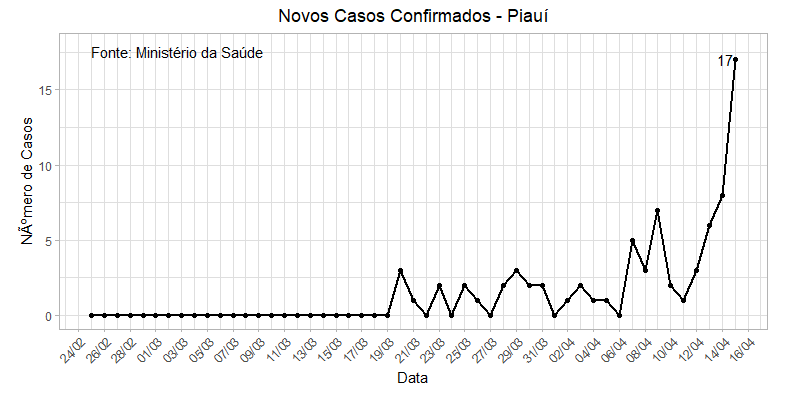 Novos Casos Confirmados - Piauí
Fonte: Ministério da Saúde
17
NÃºmero de Casos
15
10
5
0
24/02 26/02 28/02 01/03 03/03 05/03 07/03 09/03 11/03 13/03 15/03 17/03 19/03 21/03 23/03 25/03 27/03 29/03 31/03 02/04 04/04 06/04 08/04 10/04 12/04 14/04 16/04
Data